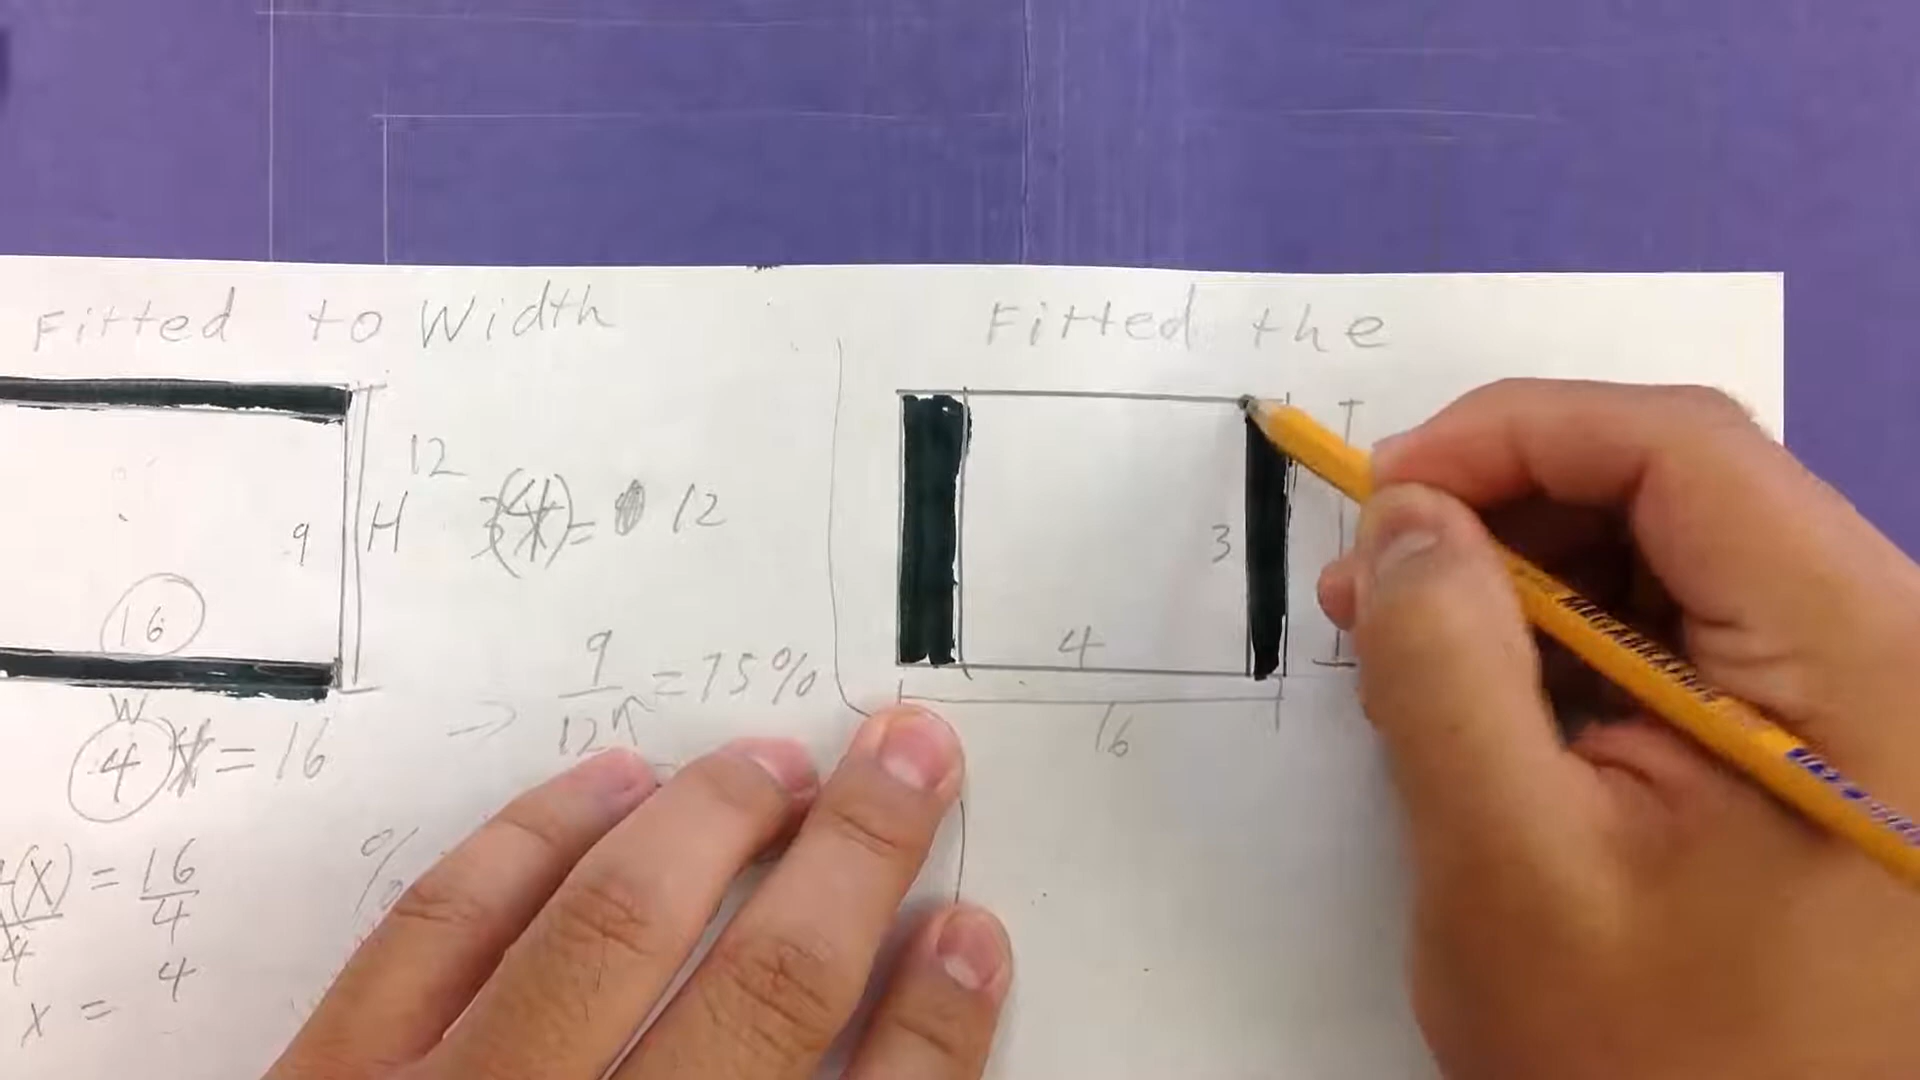 Fitted to Width
12
H
9
= 12
16
W
4 = 16
9
12
= 75%
(X) = 16
4
4
x = 4
%
Fitted the
3
4
16